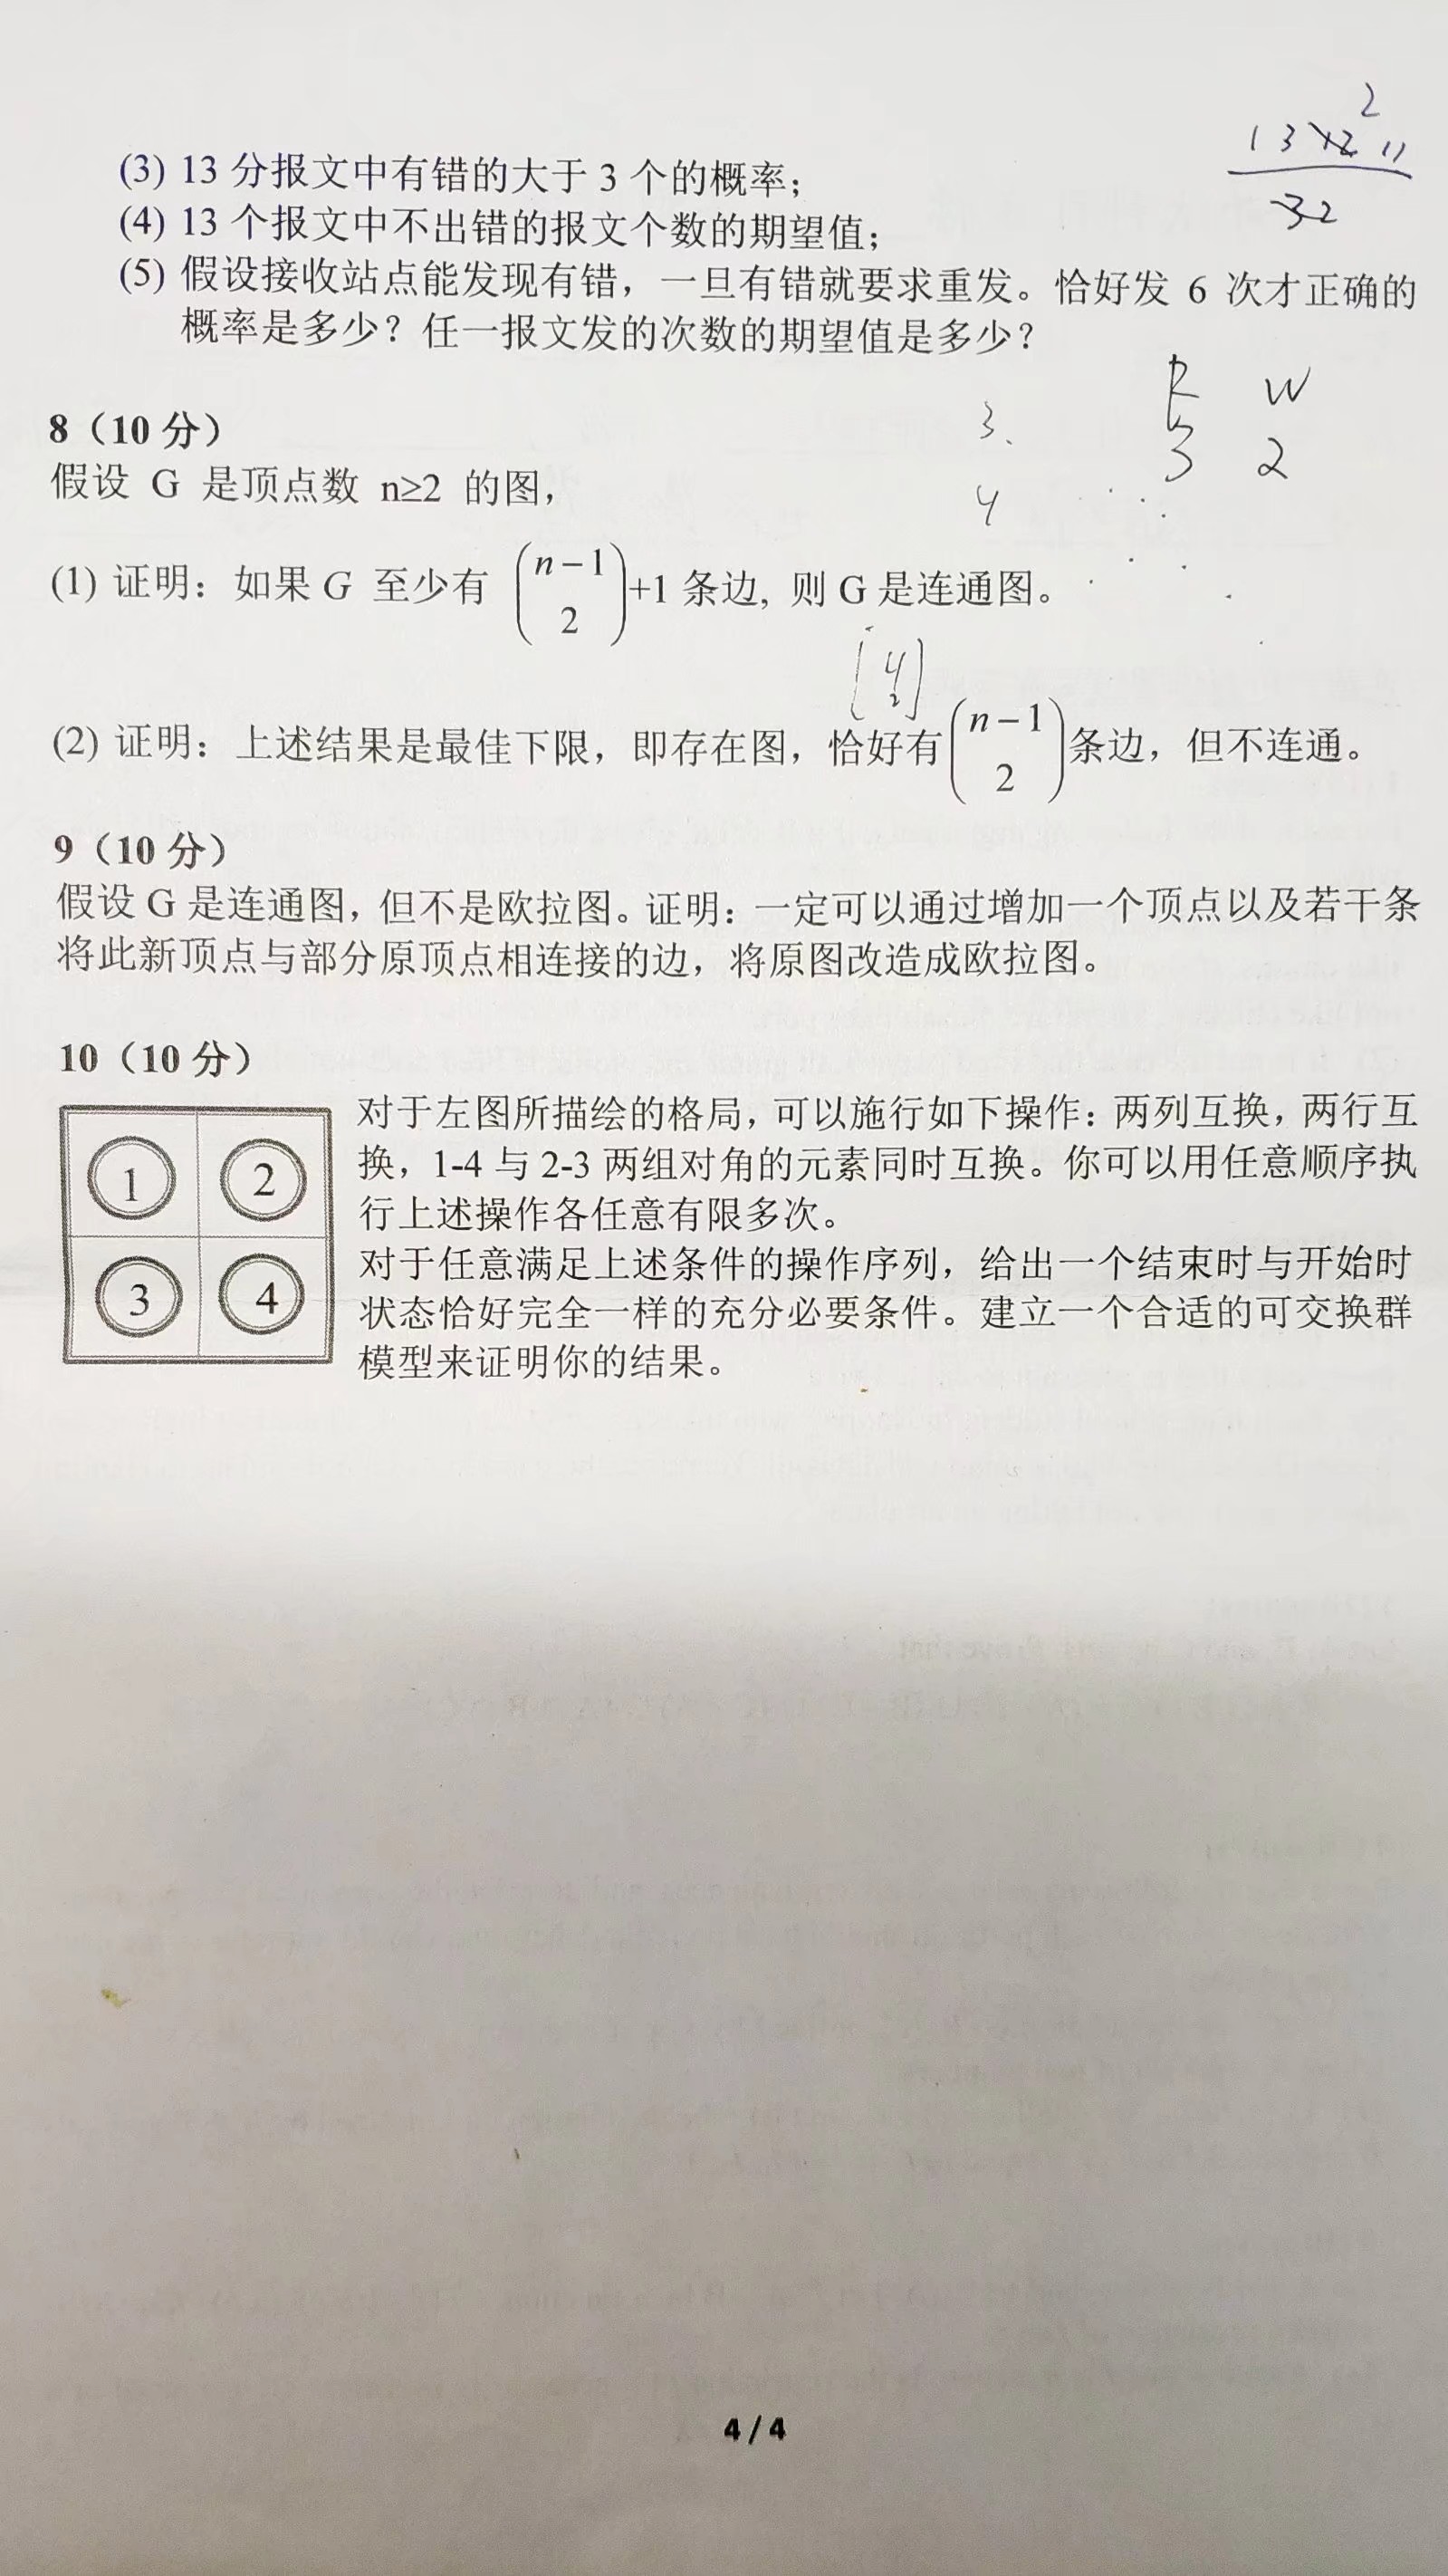 2
13 12 11
32
(3) 13 分报文中有错的大于 3 个的概率；
(4) 13 个报文中不出错的报文个数的期望值；
(5) 假设接收站点能发现有错，一旦有错就要求重发。恰好发 6 次才正确的
概率是多少？任一报文发的次数的期望值是多少？
R W
3 2
3、
4
8（10 分）
假设 G 是顶点数 n≥2 的图，
(1) 证明：如果 G 至少有 (n−1 2)+1 条边, 则 G 是连通图。
[4 2]
(2) 证明：上述结果是最佳下限，即存在图，恰好有 (n−1 2) 条边，但不连通。
9（10 分）
假设 G 是连通图，但不是欧拉图。证明：一定可以通过增加一个顶点以及若干条
将此新顶点与部分原顶点相连接的边，将原图改造成欧拉图。
10（10 分）
1 2
3 4
对于左图所描绘的格局，可以施行如下操作：两列互换，两行互
换，1-4 与 2-3 两组对角的元素同时互换。你可以用任意顺序执
行上述操作各任意有限多次。
对于任意满足上述条件的操作序列，给出一个结束时与开始时
状态恰好完全一样的充分必要条件。建立一个合适的可交换群
模型来证明你的结果。
4 / 4